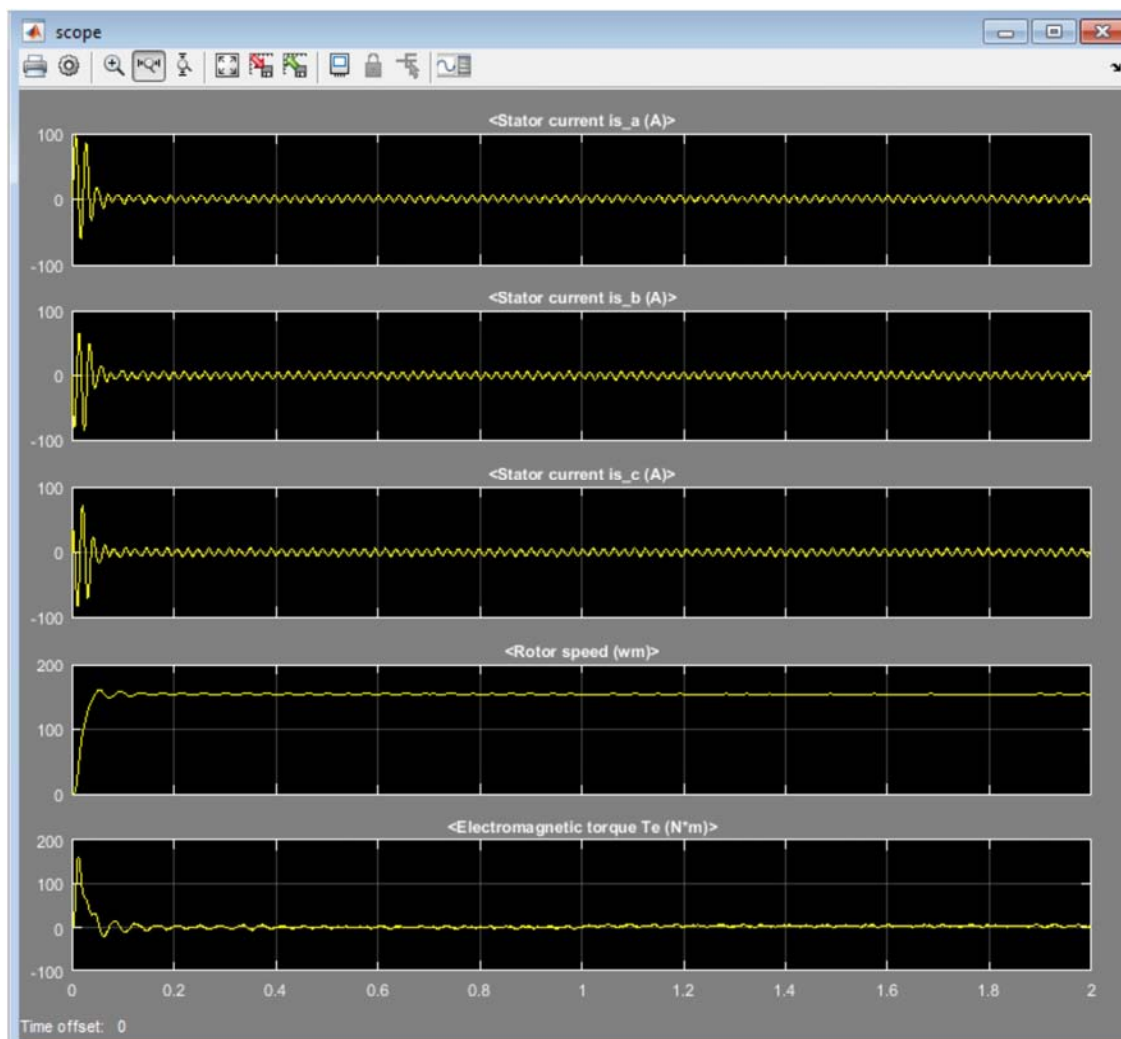 scope
<Stator current is_a (A)>
100
0
-100
<Stator current is_b (A)>
100
0
-100
<Stator current is_c (A)>
100
0
-100
<Rotor speed (wm)>
200
100
0
<Electromagnetic torque Te (N*m)>
200
100
0
-100
0 0.2 0.4 0.6 0.8 1 1.2 1.4 1.6 1.8 2
Time offset: 0